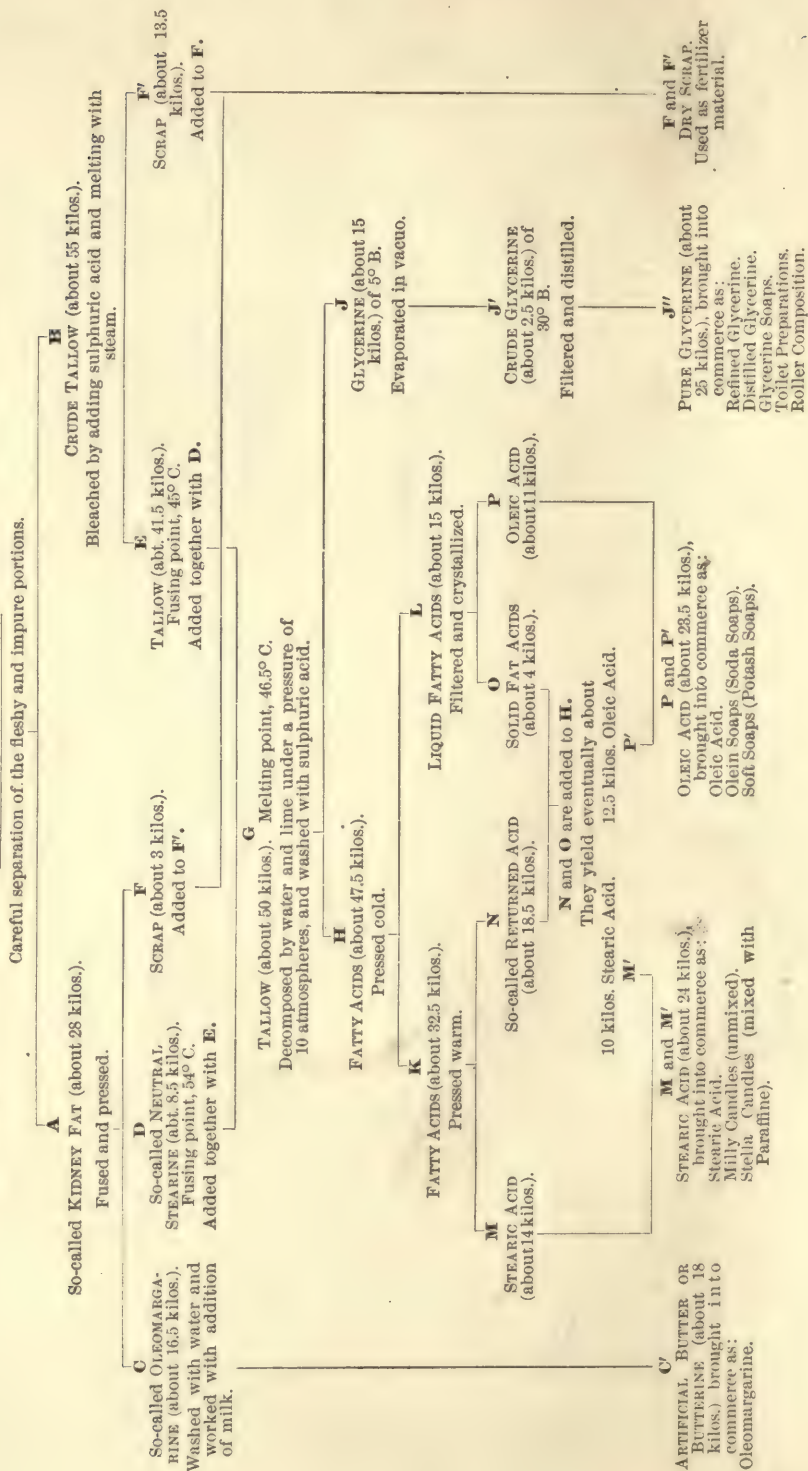 Careful separation of the fleshy and impure portions.
A
So-called KIDNEY FAT (about 28 kilos.).
Fused and pressed.
B
CRUDE TALLOW (about 55 kilos.).
Bleached by adding sulphuric acid and melting with
steam.
C
So-called OLEOMARGA-
RINE (about 16.5 kilos.).
Washed with water and
worked with addition
of milk.
D
So-called NEUTRAL
STEARINE (abt. 8.5 kilos.).
Fusing point, 54° C.
Added together with E.
F
SCRAP (about 3 kilos.).
Added to F'.
E
TALLOW (abt. 41.5 kilos.).
Fusing point, 45° C.
Added together with D.
F'
SCRAP (about 13.5
kilos.).
Added to F.
G
TALLOW (about 50 kilos.). Melting point, 46.5° C.
Decomposed by water and lime under a pressure of
10 atmospheres, and washed with sulphuric acid.
H
FATTY ACIDS (about 47.5 kilos.).
Pressed cold.
J
GLYCERINE (about 15
kilos.) of 5° B.
Evaporated in vacuo.
K
FATTY ACIDS (about 32.5 kilos.).
Pressed warm.
L
LIQUID FATTY ACIDS (about 15 kilos.).
Filtered and crystallized.
J'
CRUDE GLYCERINE
(about 2.5 kilos.) of
30° B.
Filtered and distilled.
M
STEARIC ACID
(about 14 kilos.).
N
So-called RETURNED ACID
(about 18.5 kilos.).
O
SOLID FAT ACIDS
(about 4 kilos.).
P
OLEIC ACID
(about 11 kilos.).
N and O are added to H.
They yield eventually about
10 kilos. Stearic Acid. 12.5 kilos. Oleic Acid.
M' P'
C'
ARTIFICIAL BUTTER OR
BUTTERINE (about 18
kilos.) brought into
commerce as:
Oleomargarine.
M and M'
STEARIC ACID (about 24 kilos.),
brought into commerce as:
Stearic Acid.
Milly Candles (unmixed).
Stella Candles (mixed with
Paraffine).
P and P'
OLEIC ACID (about 23.5 kilos.),
brought into commerce as:
Oleic Acid.
Olein Soaps (Soda Soaps).
Soft Soaps (Potash Soaps).
J''
PURE GLYCERINE (about
25 kilos.), brought into
commerce as:
Refined Glycerine.
Distilled Glycerine.
Glycerine Soaps.
Toilet Preparations.
Roller Composition.
F and F'
DRY SCRAP.
Used as fertilizer
material.